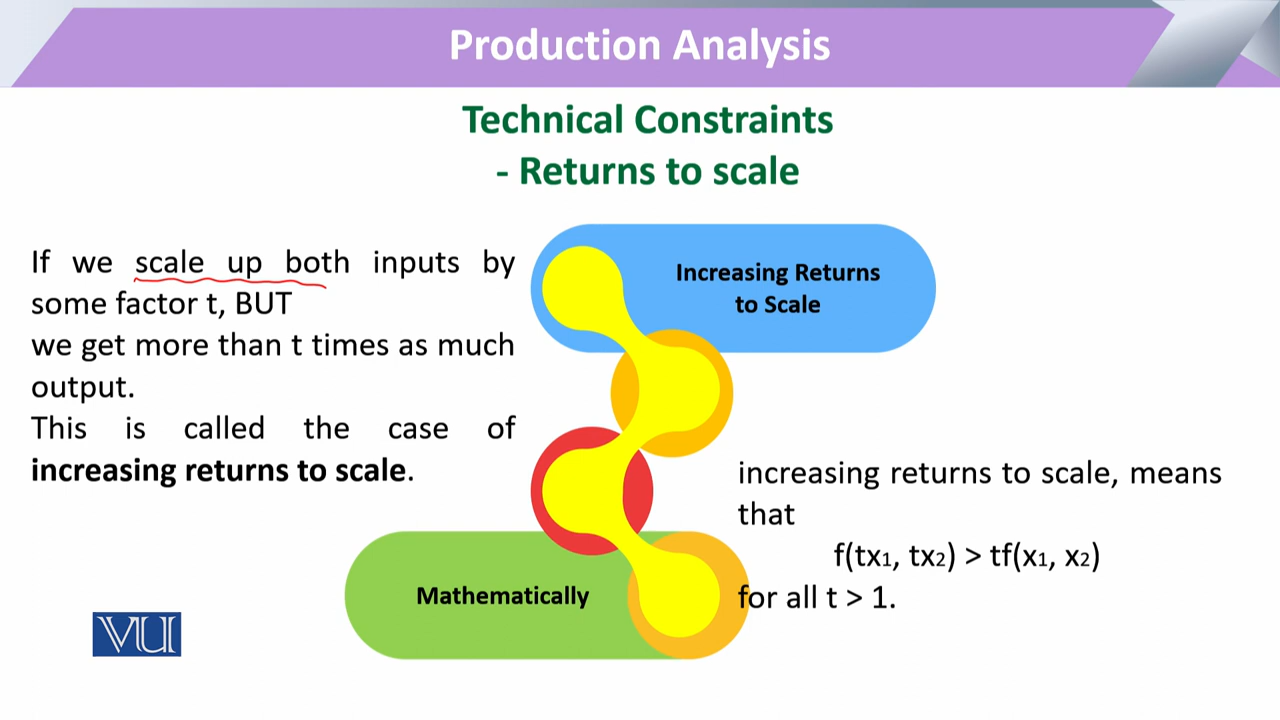 Production Analysis
Technical Constraints
- Returns to scale
If we scale up both inputs by
some factor t, BUT
we get more than t times as much
output.
This is called the case of
increasing returns to scale.
Increasing Returns
to Scale
Mathematically
increasing returns to scale, means
that
f(tx₁, tx₂) > tf(x₁, x₂)
for all t > 1.
VU